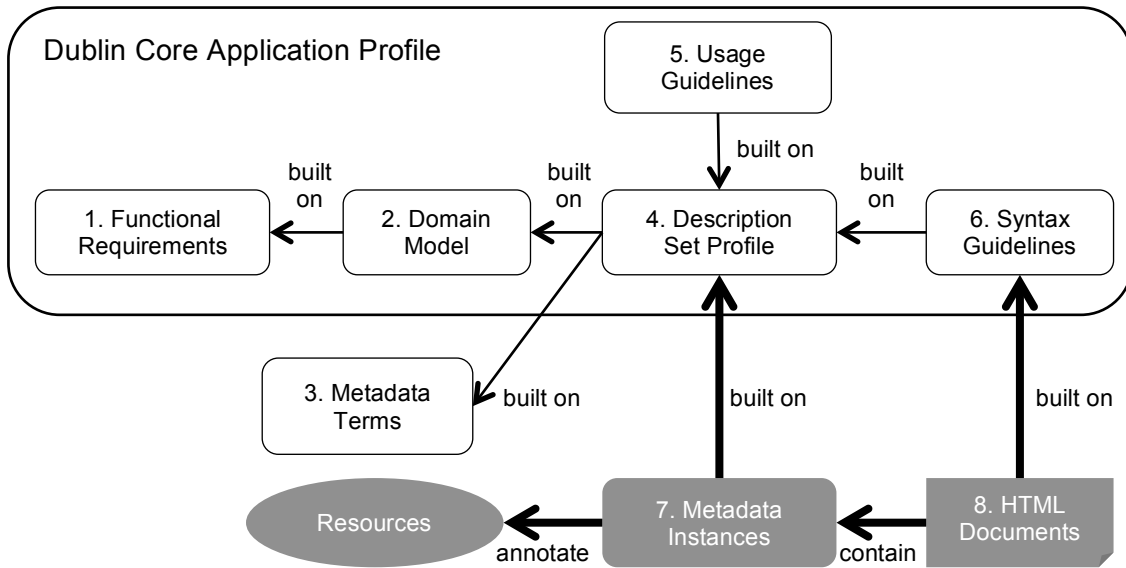 Dublin Core Application Profile
5. Usage
Guidelines
built on
built
on
built
on
built
on
1. Functional
Requirements
2. Domain
Model
4. Description
Set Profile
6. Syntax
Guidelines
3. Metadata
Terms
built on
built on
built on
Resources
annotate
7. Metadata
Instances
contain
8. HTML
Documents